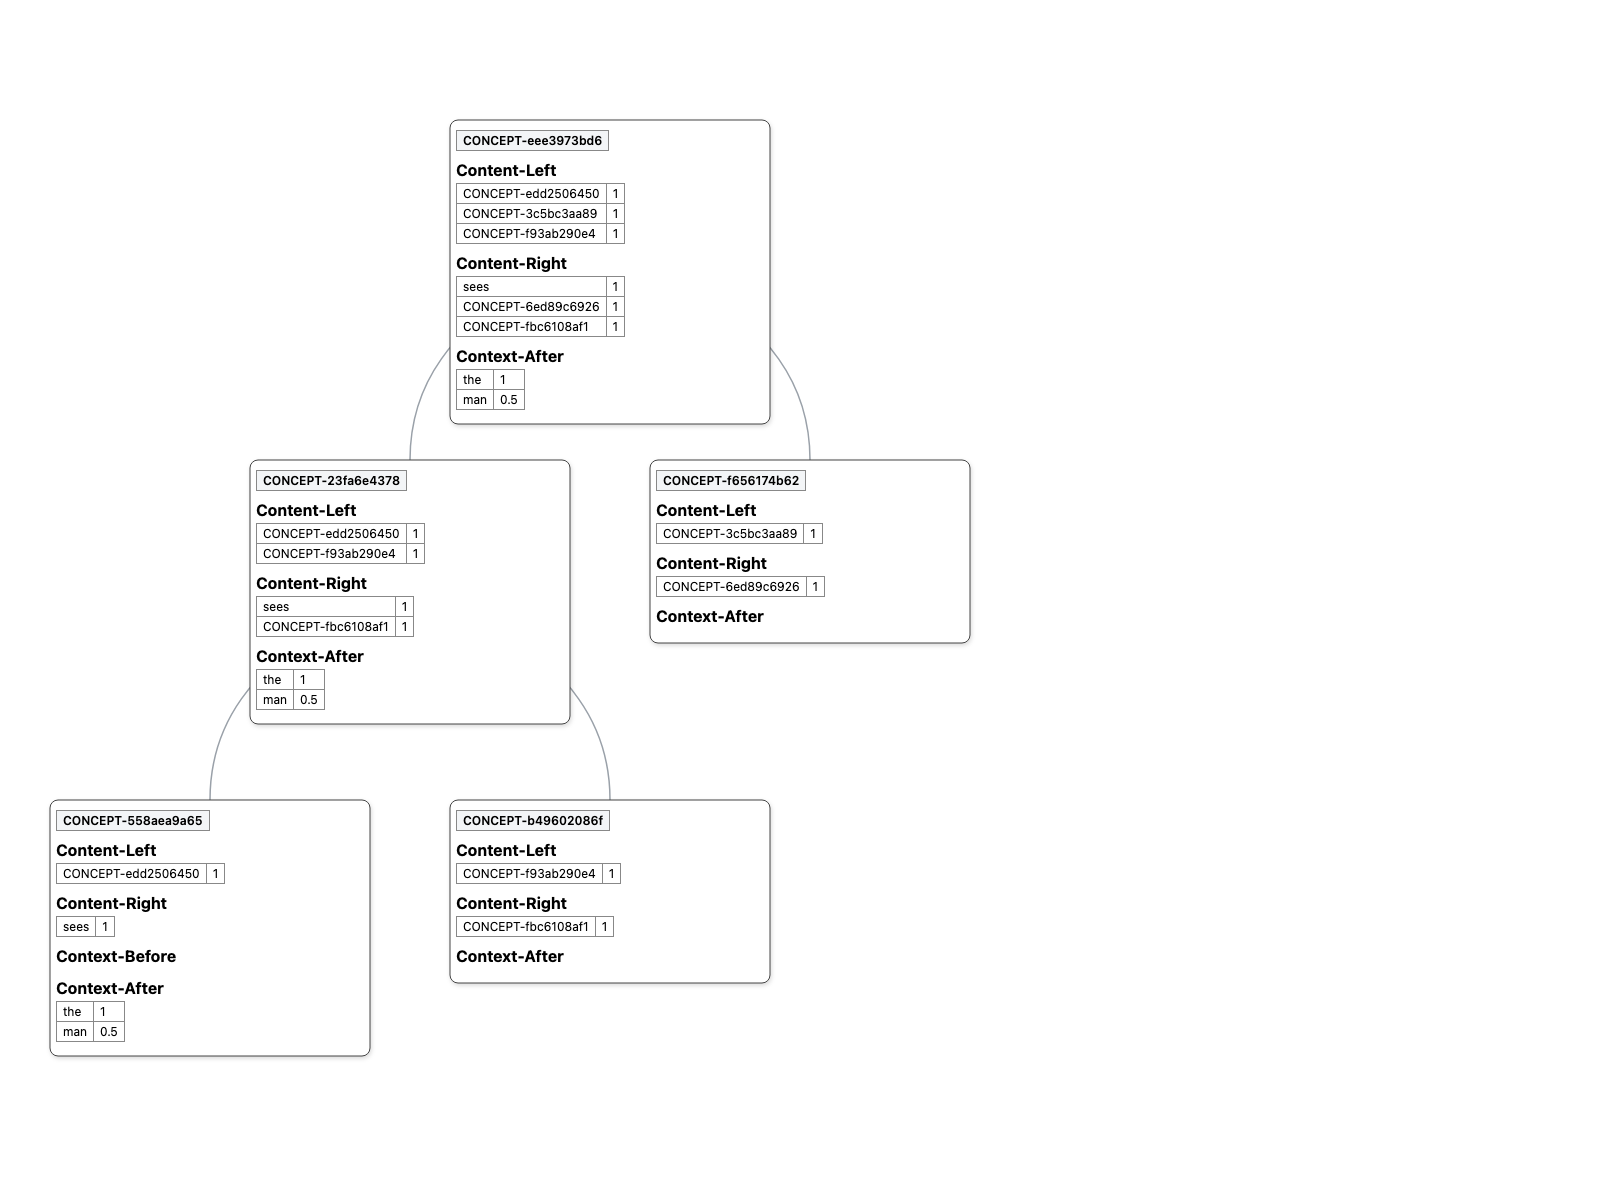 CONCEPT-eee3973bd6
Content-Left
CONCEPT-edd2506450 1
CONCEPT-3c5bc3aa89 1
CONCEPT-f93ab290e4 1
Content-Right
sees 1
CONCEPT-6ed89c6926 1
CONCEPT-fbc6108af1 1
Context-After
the 1
man 0.5
CONCEPT-23fa6e4378
Content-Left
CONCEPT-edd2506450 1
CONCEPT-f93ab290e4 1
Content-Right
sees 1
CONCEPT-fbc6108af1 1
Context-After
the 1
man 0.5
CONCEPT-f656174b62
Content-Left
CONCEPT-3c5bc3aa89 1
Content-Right
CONCEPT-6ed89c6926 1
Context-After
CONCEPT-558aea9a65
Content-Left
CONCEPT-edd2506450 1
Content-Right
sees 1
Context-Before
Context-After
the 1
man 0.5
CONCEPT-b49602086f
Content-Left
CONCEPT-f93ab290e4 1
Content-Right
CONCEPT-fbc6108af1 1
Context-After